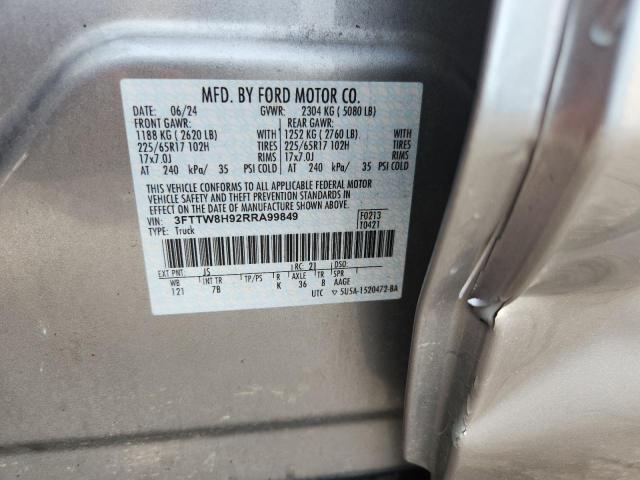 MFD. BY FORD MOTOR CO.
DATE: 06/24 GVWR: 2304 KG ( 5080 LB)
FRONT GAWR: REAR GAWR:
1188 KG ( 2620 LB) WITH 1252 KG ( 2760 LB) WITH
225/65R17 102H TIRES 225/65R17 102H TIRES
17x7.0J RIMS 17x7.0J RIMS
AT 240 kPa/ 35 PSI COLD AT 240 kPa/ 35 PSI COLD
THIS VEHICLE CONFORMS TO ALL APPLICABLE FEDERAL MOTOR
VEHICLE SAFETY AND THEFT PREVENTION STANDARDS IN EFFECT
ON THE DATE OF MANUFACTURE SHOWN ABOVE.
VIN: 3FTTW8H92RRA99849 F0213
TYPE: Truck T0421
EXT PNT: JS RC: 21 DSO:
WB INT TR TP/PS R AXLE TR SPR
121 7B K 36 8 AAGE
UTC ▽ 5U5A-1520472-BA